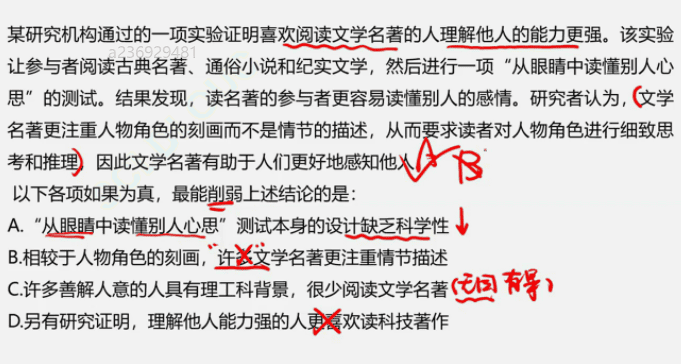 某研究机构通过的一项实验证明喜欢阅读文学名著的人理解他人的能力更强。该实验
a236929481
让参与者阅读古典名著、通俗小说和纪实文学，然后进行一项“从眼睛中读懂别人心
思”的测试。结果发现，读名著的参与者更容易读懂别人的感情。研究者认为，(文学
名著更注重人物角色的刻画而不是情节的描述，从而要求读者对人物角色进行细致思
考和推理)，因此文学名著有助于人们更好地感知他人 B
以下各项如果为真，最能削弱上述结论的是：
A.“从眼睛中读懂别人心思”测试本身的设计缺乏科学性 ↓
B.相较于人物角色的刻画，"许多"文学名著更注重情节描述
C.许多善解人意的人具有理工科背景，很少阅读文学名著(无因有果)
D.另有研究证明，理解他人能力强的人更喜欢读科技著作